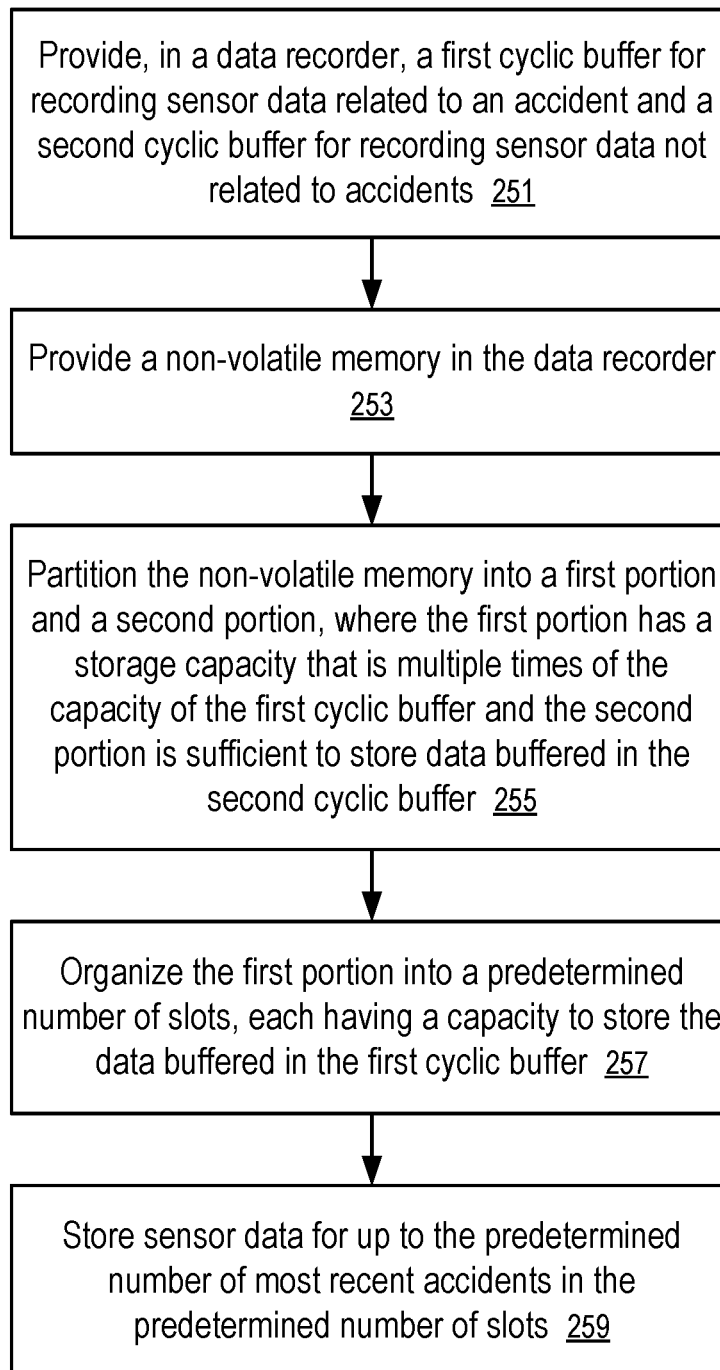 Provide, in a data recorder, a first cyclic buffer for
recording sensor data related to an accident and a
second cyclic buffer for recording sensor data not
related to accidents 251
Provide a non-volatile memory in the data recorder
253
Partition the non-volatile memory into a first portion
and a second portion, where the first portion has a
storage capacity that is multiple times of the
capacity of the first cyclic buffer and the second
portion is sufficient to store data buffered in the
second cyclic buffer 255
Organize the first portion into a predetermined
number of slots, each having a capacity to store the
data buffered in the first cyclic buffer 257
Store sensor data for up to the predetermined
number of most recent accidents in the
predetermined number of slots 259